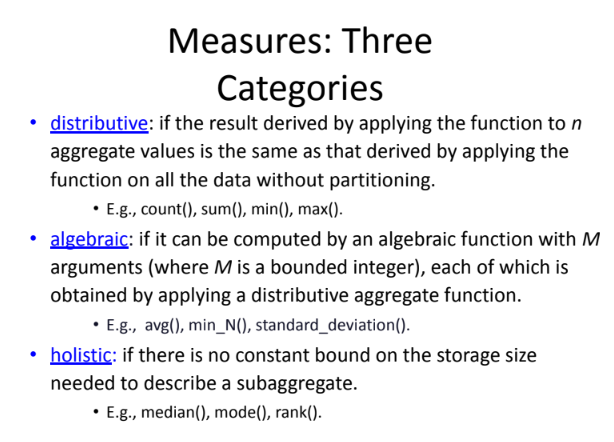 Measures: Three
Categories
• distributive: if the result derived by applying the function to n
aggregate values is the same as that derived by applying the
function on all the data without partitioning.
• E.g., count(), sum(), min(), max().
• algebraic: if it can be computed by an algebraic function with M
arguments (where M is a bounded integer), each of which is
obtained by applying a distributive aggregate function.
• E.g., avg(), min_N(), standard_deviation().
• holistic: if there is no constant bound on the storage size
needed to describe a subaggregate.
• E.g., median(), mode(), rank().